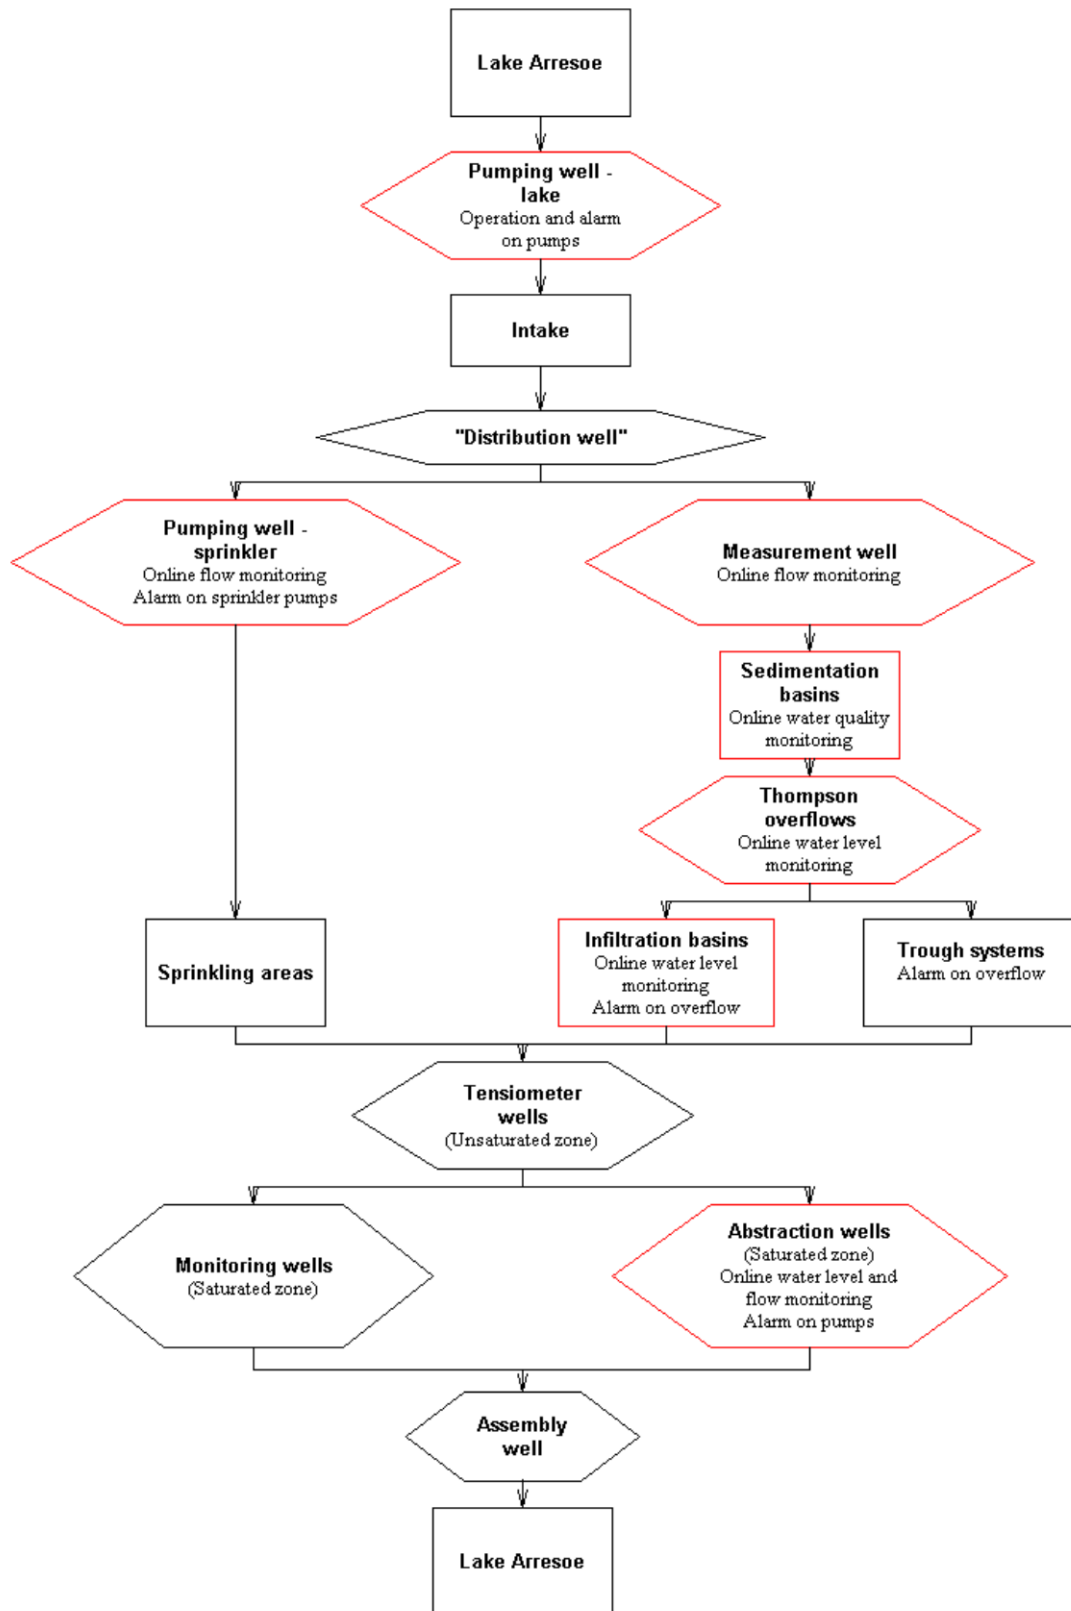 Lake Arresoe
Pumping well -
lake
Operation and alarm
on pumps
Intake
"Distribution well"
Pumping well -
sprinkler
Online flow monitoring
Alarm on sprinkler pumps
Measurement well
Online flow monitoring
Sedimentation
basins
Online water quality
monitoring
Thompson
overflows
Online water level
monitoring
Sprinkling areas
Infiltration basins
Online water level
monitoring
Alarm on overflow
Trough systems
Alarm on overflow
Tensiometer
wells
(Unsaturated zone)
Monitoring wells
(Saturated zone)
Abstraction wells
(Saturated zone)
Online water level and
flow monitoring
Alarm on pumps
Assembly
well
Lake Arresoe